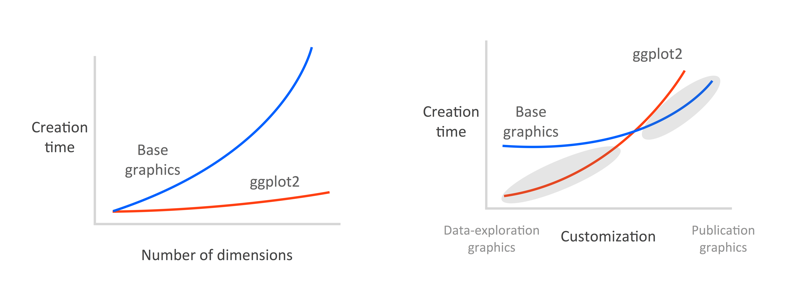 Creation
time
Base
graphics
ggplot2
Number of dimensions
ggplot2
Creation
time
Base
graphics
Data-exploration
graphics
Customization
Publication
graphics